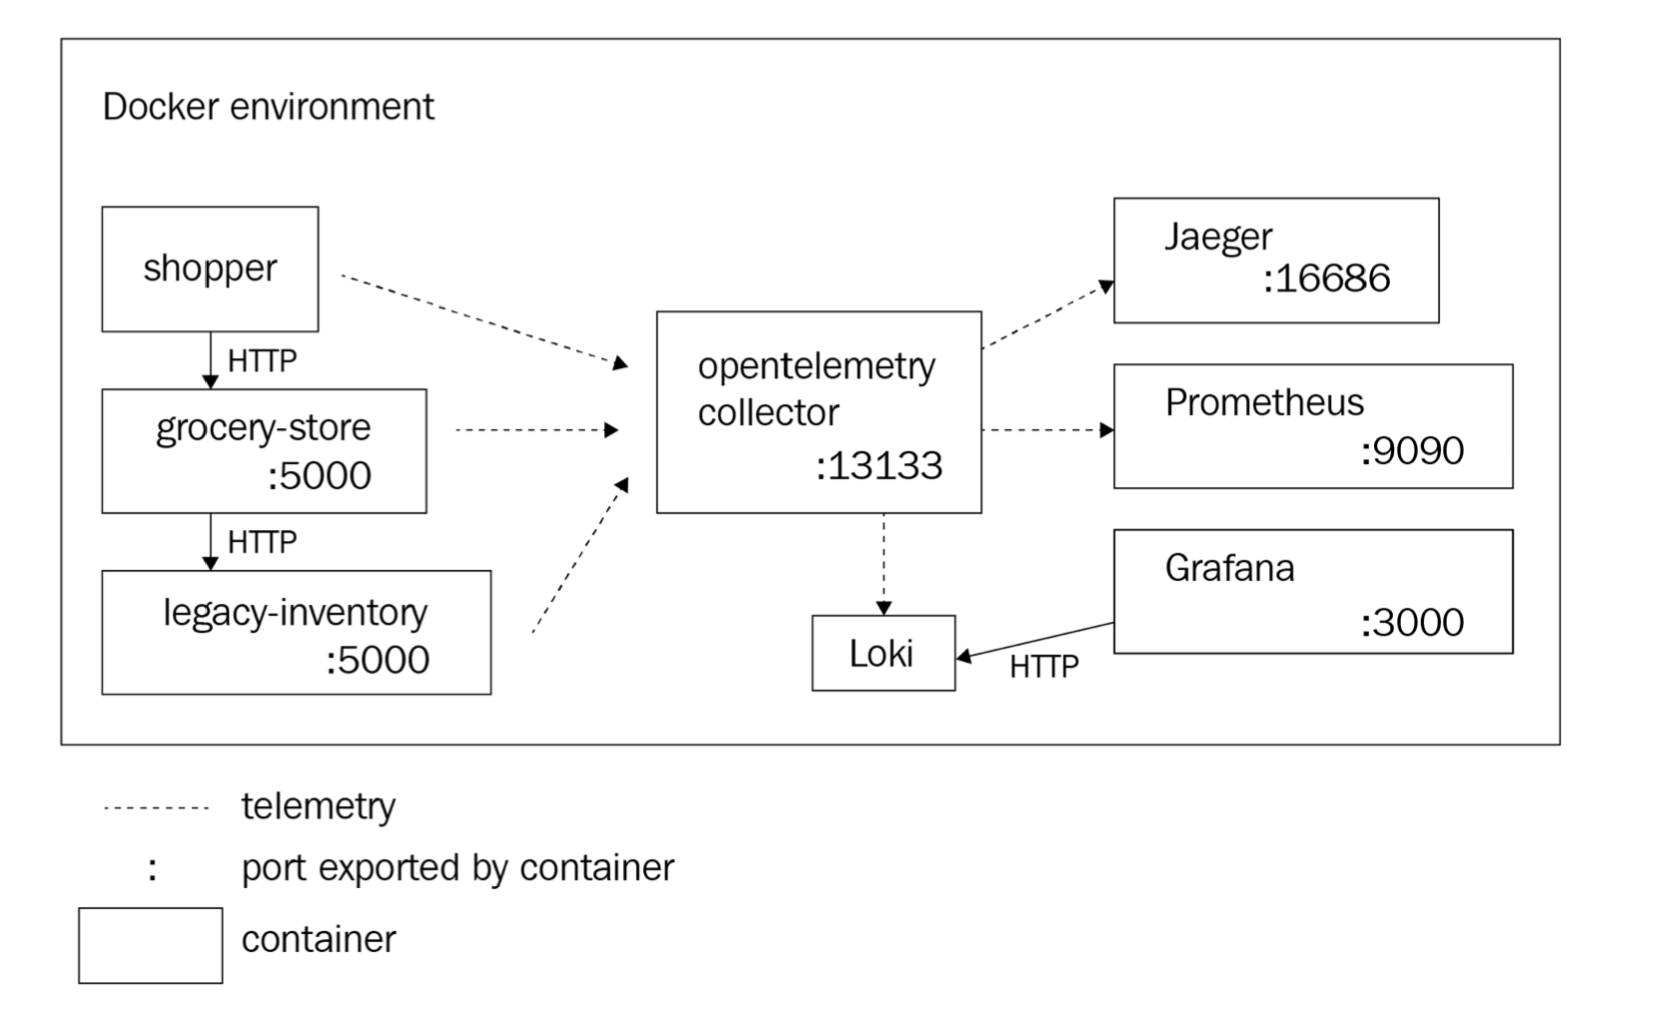 Docker environment
shopper
HTTP
grocery-store
:5000
HTTP
legacy-inventory
:5000
opentelemetry
collector
:13133
Loki
Jaeger
:16686
Prometheus
:9090
Grafana
:3000
HTTP
telemetry
: port exported by container
container